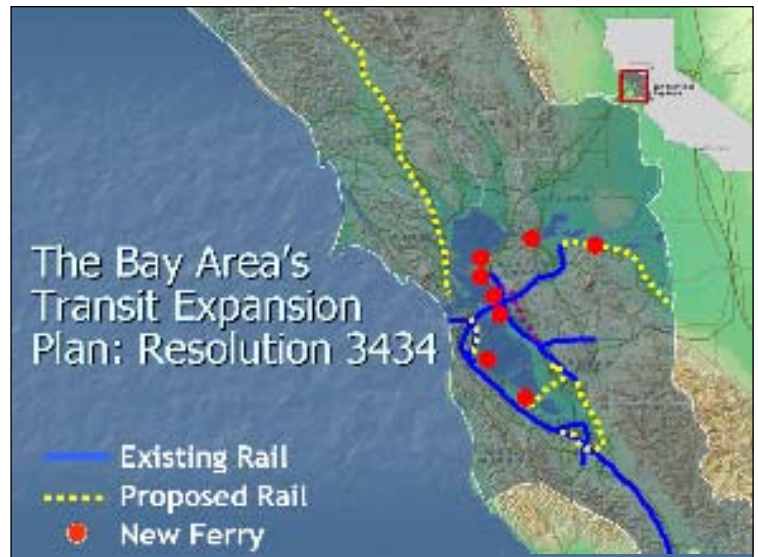 The Bay Area's
Transit Expansion
Plan: Resolution 3434
Existing Rail
Proposed Rail
New Ferry